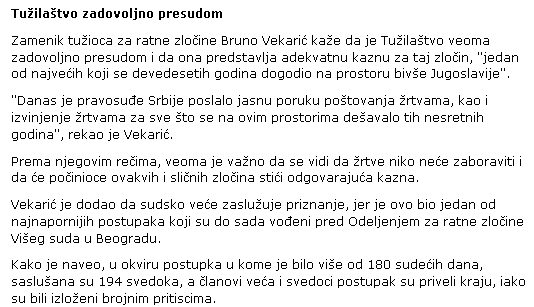 Tužilaštvo zadovoljno presudom
Zamenik tužioca za ratne zločine Bruno Vekarić kaže da je Tužilaštvo veoma
zadovoljno presudom i da ona predstavlja adekvatnu kaznu za taj zločin, "jedan
od najvećih koji se devedesetih godina dogodio na prostoru bivše Jugoslavije".
"Danas je pravosuđe Srbije poslalo jasnu poruku poštovanja žrtvama, kao i
izvinjenje žrtvama za sve što se na ovim prostorima dešavalo tih nesretnih
godina", rekao je Vekarić.
Prema njegovim rečima, veoma je važno da se vidi da žrtve niko neće zaboraviti i
da će počinioce ovakvih i sličnih zločina stići odgovarajuća kazna.
Vekarić je dodao da sudsko veće zaslužuje priznanje, jer je ovo bio jedan od
najnapornijih postupaka koji su do sada vođeni pred Odeljenjem za ratne zločine
Višeg suda u Beogradu.
Kako je naveo, u okviru postupka u kome je bilo više od 180 sudećih dana,
saslušana su 194 svedoka, a članovi veća i svedoci postupak su priveli kraju, iako
su bili izloženi brojnim pritiscima.